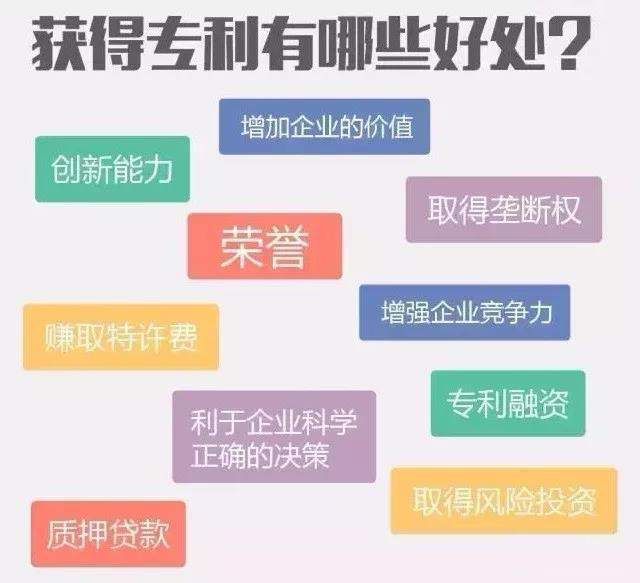 获得专利有哪些好处?
增加企业的价值
创新能力
取得垄断权
荣誉
增强企业竞争力
赚取特许费
专利融资
利于企业科学
正确的决策
取得风险投资
质押贷款